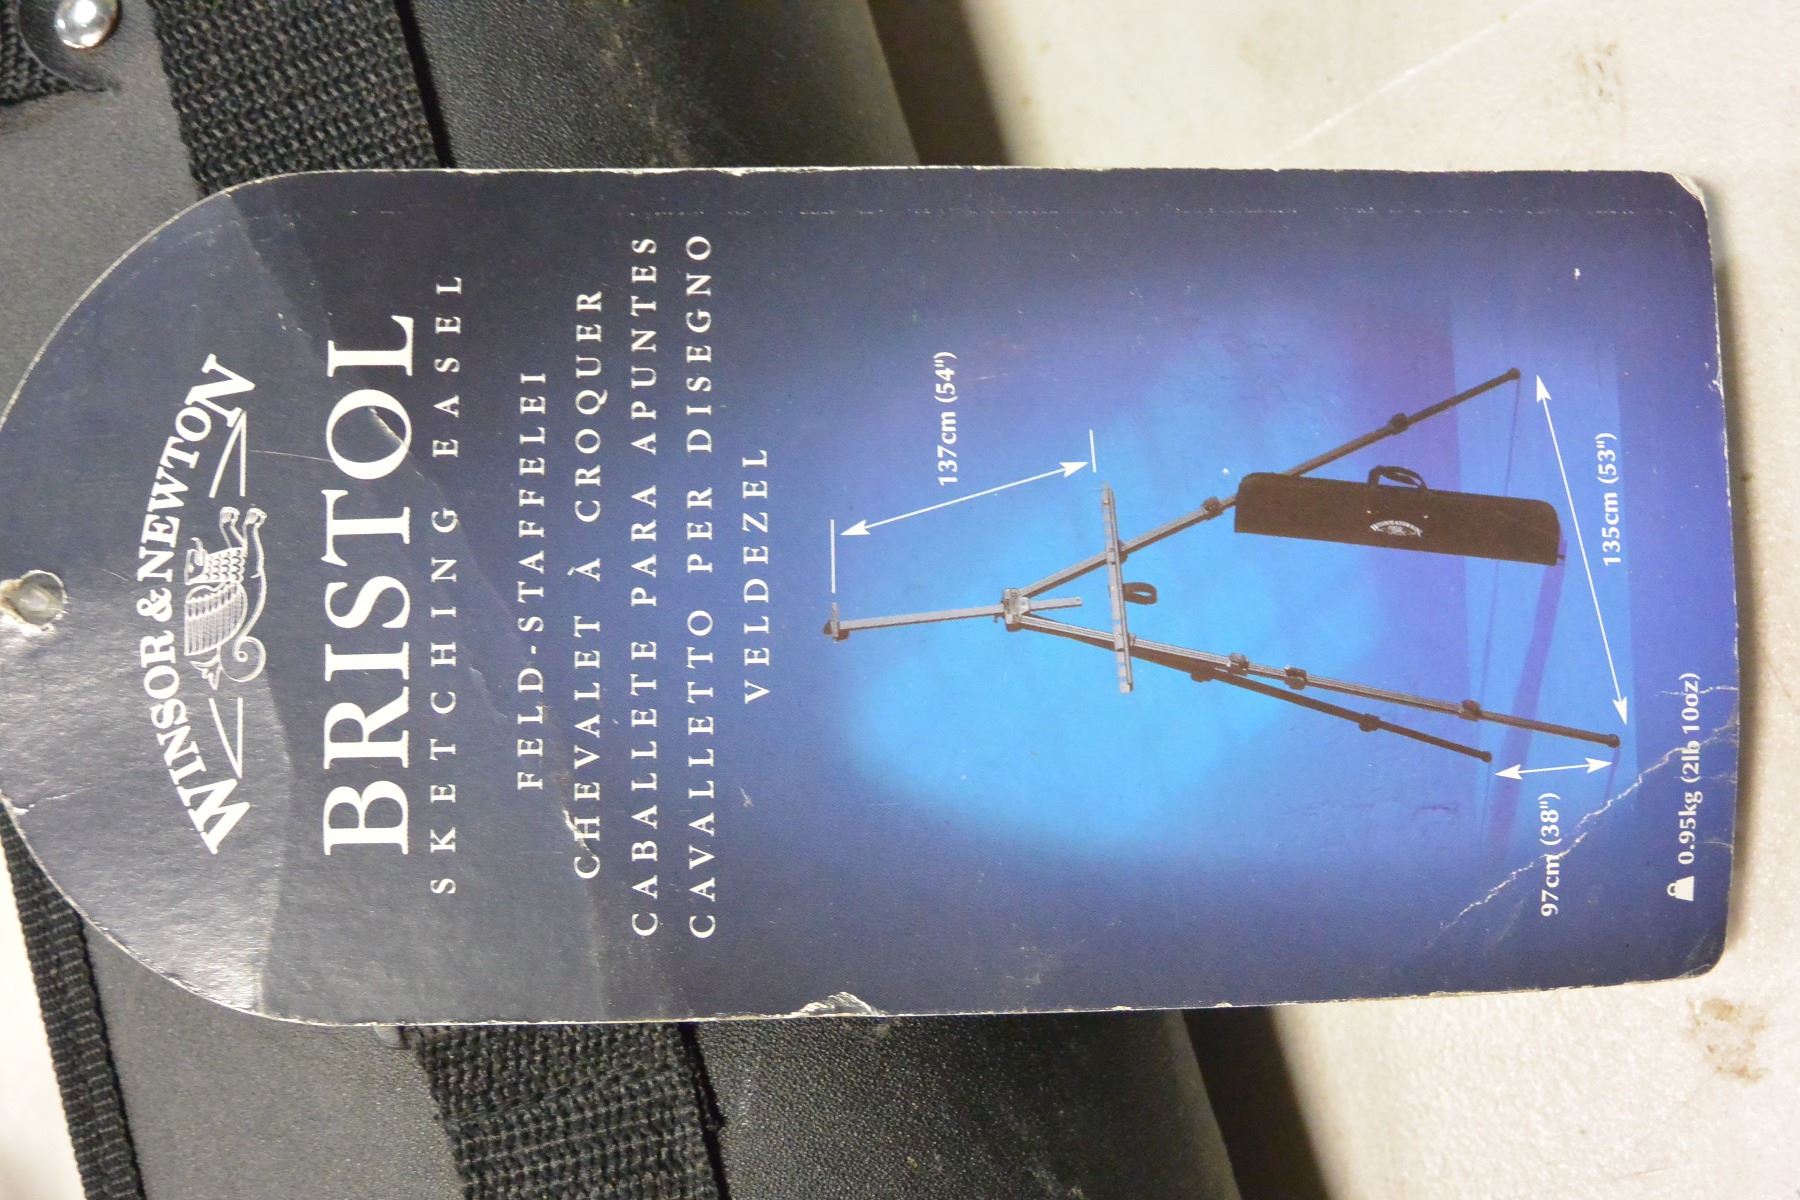 WINSOR & NEWTON
BRISTOL
SKETCHING EASEL
FELD-STAFFELEI
CHEVALET À CROQUER
CABALLETE PARA APUNTES
CAVALLETTO PER DISEGNO
VELDEZEL
137cm (54")
135cm (53")
97cm (38")
0.95kg (2lb 10oz)